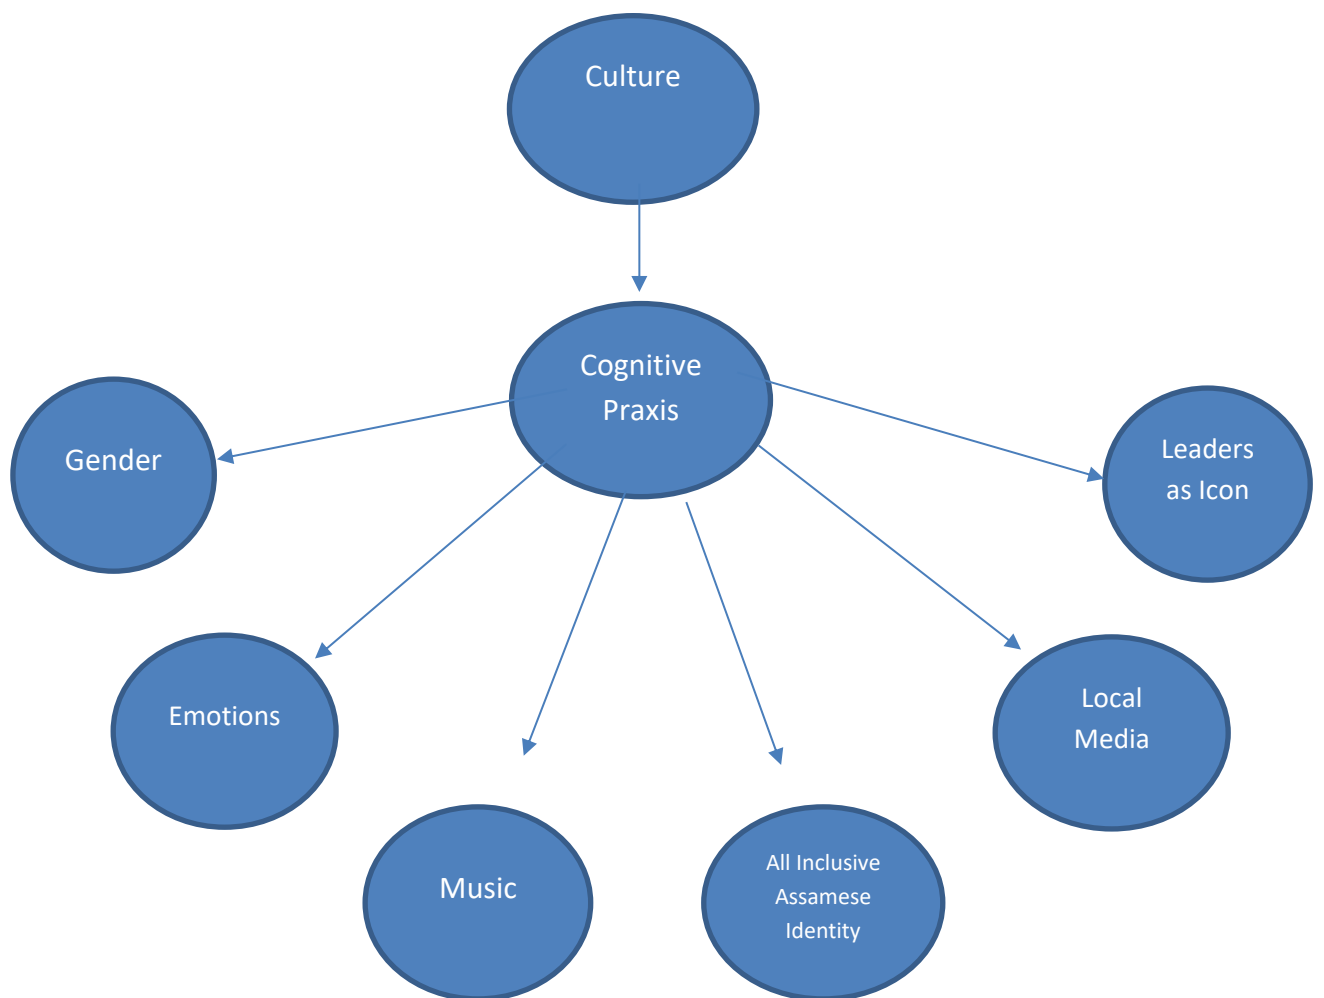 Culture
Cognitive
Praxis
Gender
Leaders
as Icon
Emotions
Local
Media
Music
All Inclusive
Assamese
Identity